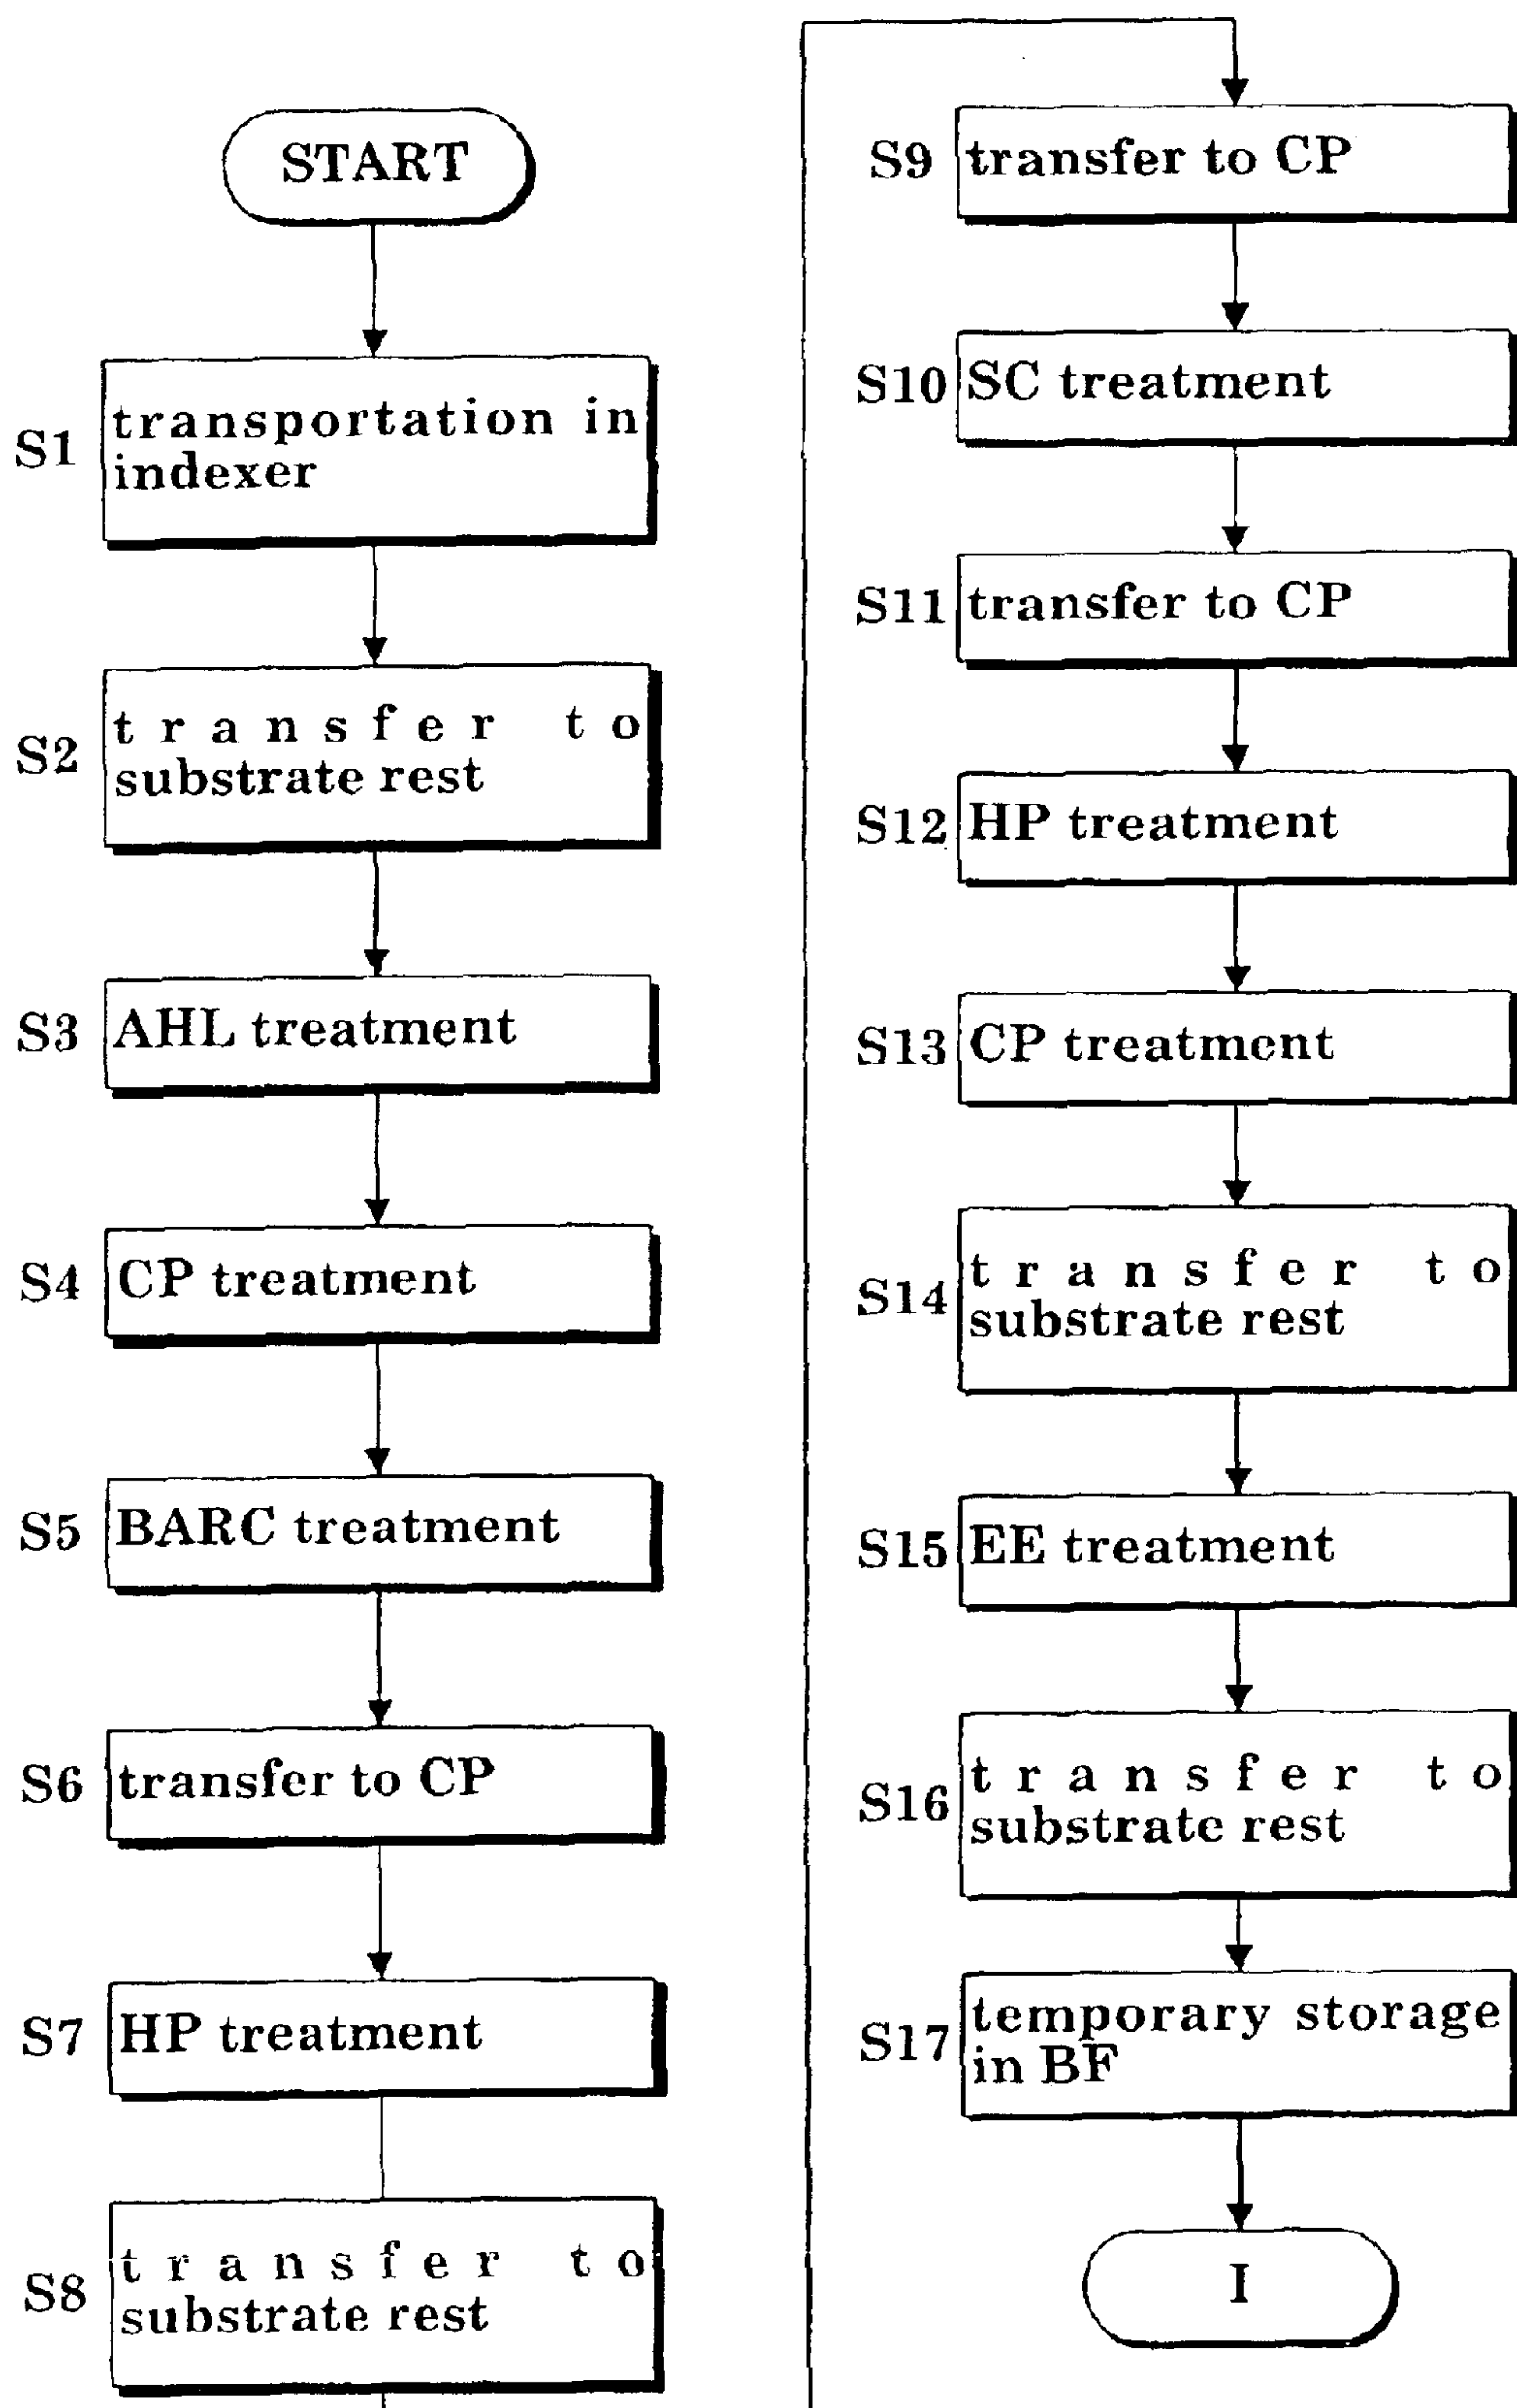 START
S1 transportation in
indexer
S2 transfer to
substrate rest
S3 AHL treatment
S4 CP treatment
S5 BARC treatment
S6 transfer to CP
S7 HP treatment
S8 transfer to
substrate rest
S9 transfer to CP
S10 SC treatment
S11 transfer to CP
S12 HP treatment
S13 CP treatment
S14 transfer to
substrate rest
S15 EE treatment
S16 transfer to
substrate rest
S17 temporary storage
in BF
I